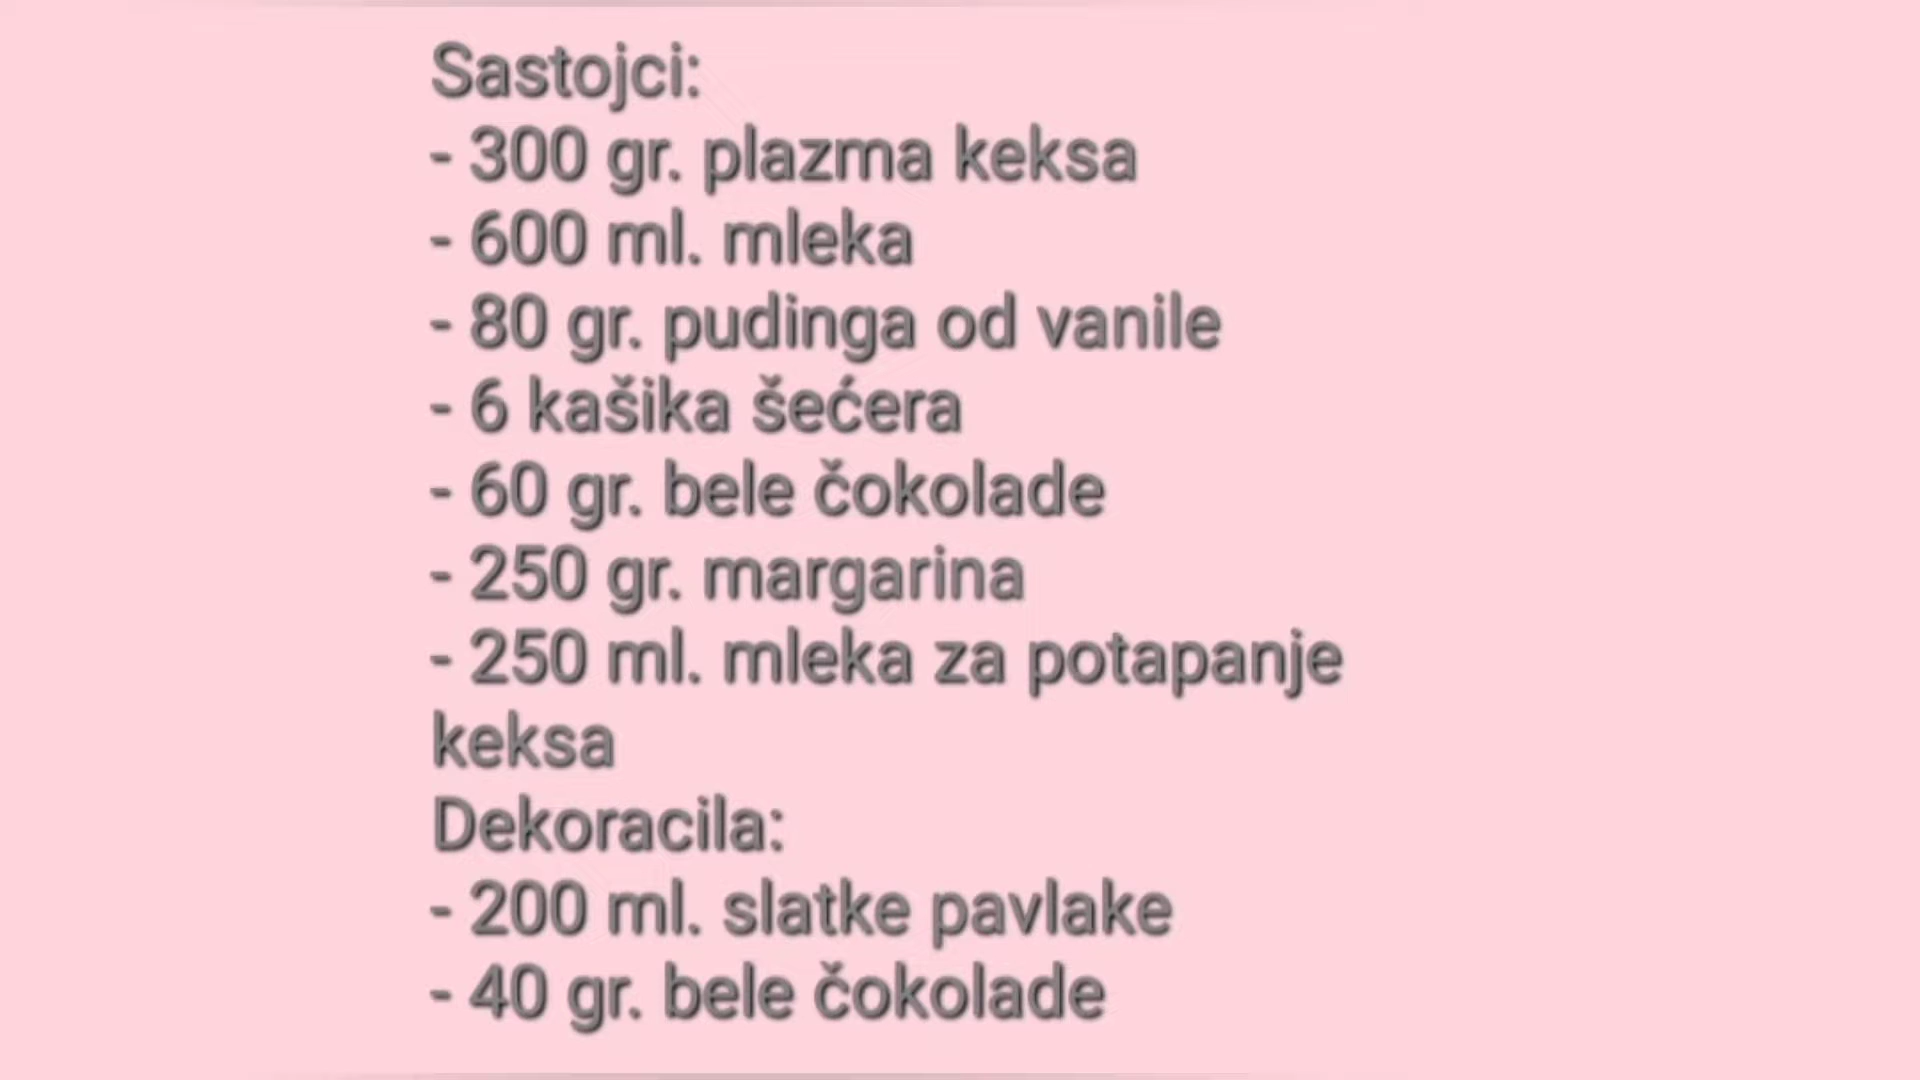 Sastojci:
- 300 gr. plazma keksa
- 600 ml. mleka
- 80 gr. pudinga od vanile
- 6 kašika šećera
- 60 gr. bele čokolade
- 250 gr. margarina
- 250 ml. mleka za potapanje
keksa
Dekoracila:
- 200 ml. slatke pavlake
- 40 gr. bele čokolade